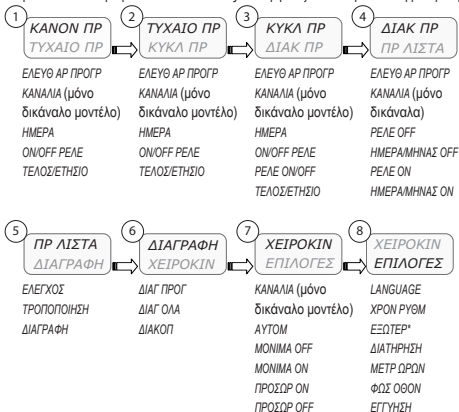 1
ΚΑΝΟΝ ΠΡ
ΤΥΧΑΙΟ ΠΡ
ΕΛΕΥΘ ΑΡ ΠΡΟΓΡ
ΚΑΝΑΛΙΑ (μόνο
δικάναλο μοντέλο)
ΗΜΕΡΑ
ON/OFF ΡΕΛΕ
ΤΕΛΟΣ/ΕΤΗΣΙΟ
2
ΤΥΧΑΙΟ ΠΡ
ΚΥΚΛ ΠΡ
ΕΛΕΥΘ ΑΡ ΠΡΟΓΡ
ΚΑΝΑΛΙΑ (μόνο
δικάναλο μοντέλο)
ΗΜΕΡΑ
ON/OFF ΡΕΛΕ
ΤΕΛΟΣ/ΕΤΗΣΙΟ
3
ΚΥΚΛ ΠΡ
ΔΙΑΚ ΠΡ
ΕΛΕΥΘ ΑΡ ΠΡΟΓΡ
ΚΑΝΑΛΙΑ (μόνο
δικάναλο μοντέλο)
ΗΜΕΡΑ
ON/OFF ΡΕΛΕ
ΡΕΛΕ ON/OFF
ΤΕΛΟΣ/ΕΤΗΣΙΟ
4
ΔΙΑΚ ΠΡ
ΠΡ ΛΙΣΤΑ
ΕΛΕΥΘ ΑΡ ΠΡΟΓΡ
ΚΑΝΑΛΙΑ (μόνο
δικάναλα)
ΡΕΛΕ OFF
ΗΜΕΡΑ/ΜΗΝΑΣ OFF
ΡΕΛΕ ON
ΗΜΕΡΑ/ΜΗΝΑΣ ON
5
ΠΡ ΛΙΣΤΑ
ΔΙΑΓΡΑΦΗ
ΕΛΕΓΧΟΣ
ΤΡΟΠΟΠΟΙΗΣΗ
ΔΙΑΓΡΑΦΗ
6
ΔΙΑΓΡΑΦΗ
ΧΕΙΡΟΚΙΝ
ΔΙΑΓ ΠΡΟΓ
ΔΙΑΓ ΟΛΑ
ΔΙΑΚΟΠ
7
ΧΕΙΡΟΚΙΝ
ΕΠΙΛΟΓΕΣ
ΚΑΝΑΛΙΑ (μόνο
δικάναλο μοντέλο)
ΑΥΤΟΜ
ΜΟΝΙΜΑ OFF
ΜΟΝΙΜΑ ON
ΠΡΟΣΩΡ ON
ΠΡΟΣΩΡ OFF
8
ΧΕΙΡΟΚΙΝ
ΕΠΙΛΟΓΕΣ
LANGUAGE
ΧΡΟΝ ΡΥΘΜ
ΕΞΩΤΕΡ*
ΔΙΑΤΗΡΗΣΗ
ΜΕΤΡ ΩΡΩΝ
ΦΩΣ ΟΘΟΝ
ΕΓΓΥΗΣΗ